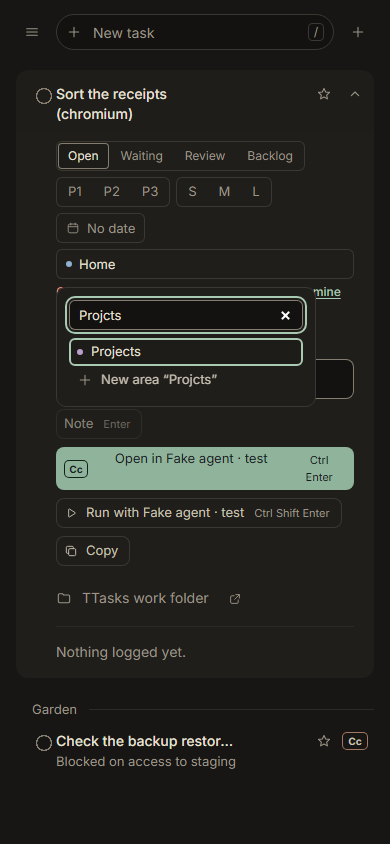 New task /
Sort the receipts
(chromium)
Open Waiting Review Backlog
P1 P2 P3 S M L
No date
Home
mine
Projcts
Projects
New area “Projcts”
Note Enter
Cc Open in Fake agent · test Ctrl
Enter
Run with Fake agent · test Ctrl Shift Enter
Copy
TTasks work folder
Nothing logged yet.
Garden
Check the backup restor... Cc
Blocked on access to staging